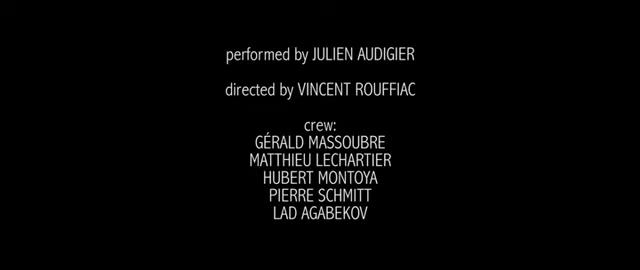 performed by JULIEN AUDIGIER
directed by VINCENT ROUFFIAC
crew:
GÉRALD MASSOUBRE
MATTHIEU LECHARTIER
HUBERT MONTOYA
PIERRE SCHMITT
LAD AGABEKOV